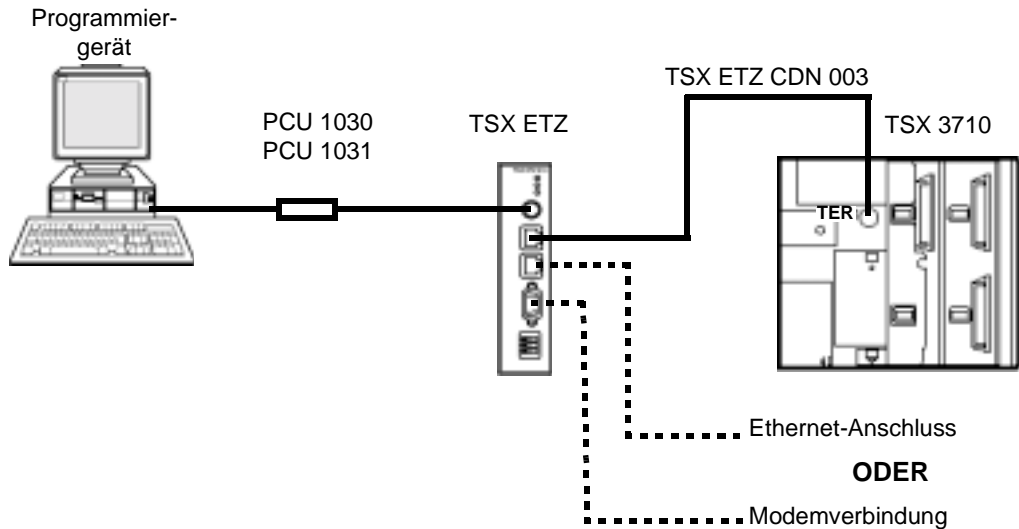 Programmier-
gerät
PCU 1030
PCU 1031
TSX ETZ
TSX ETZ CDN 003
TSX 3710
TER
Ethernet-Anschluss
ODER
Modemverbindung